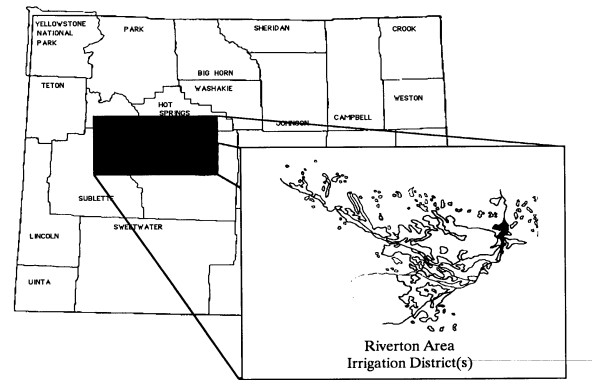 YELLOWSTONE
NATIONAL
PARK
PARK
SHERIDAN
CROOK
BIG HORN
TETON
WASHAKIE
HOT
SPRINGS
JOHNSON
CAMPBELL
WESTON
SUBLETTE
SWEETWATER
LINCOLN
UINTA
Riverton Area
Irrigation District(s)